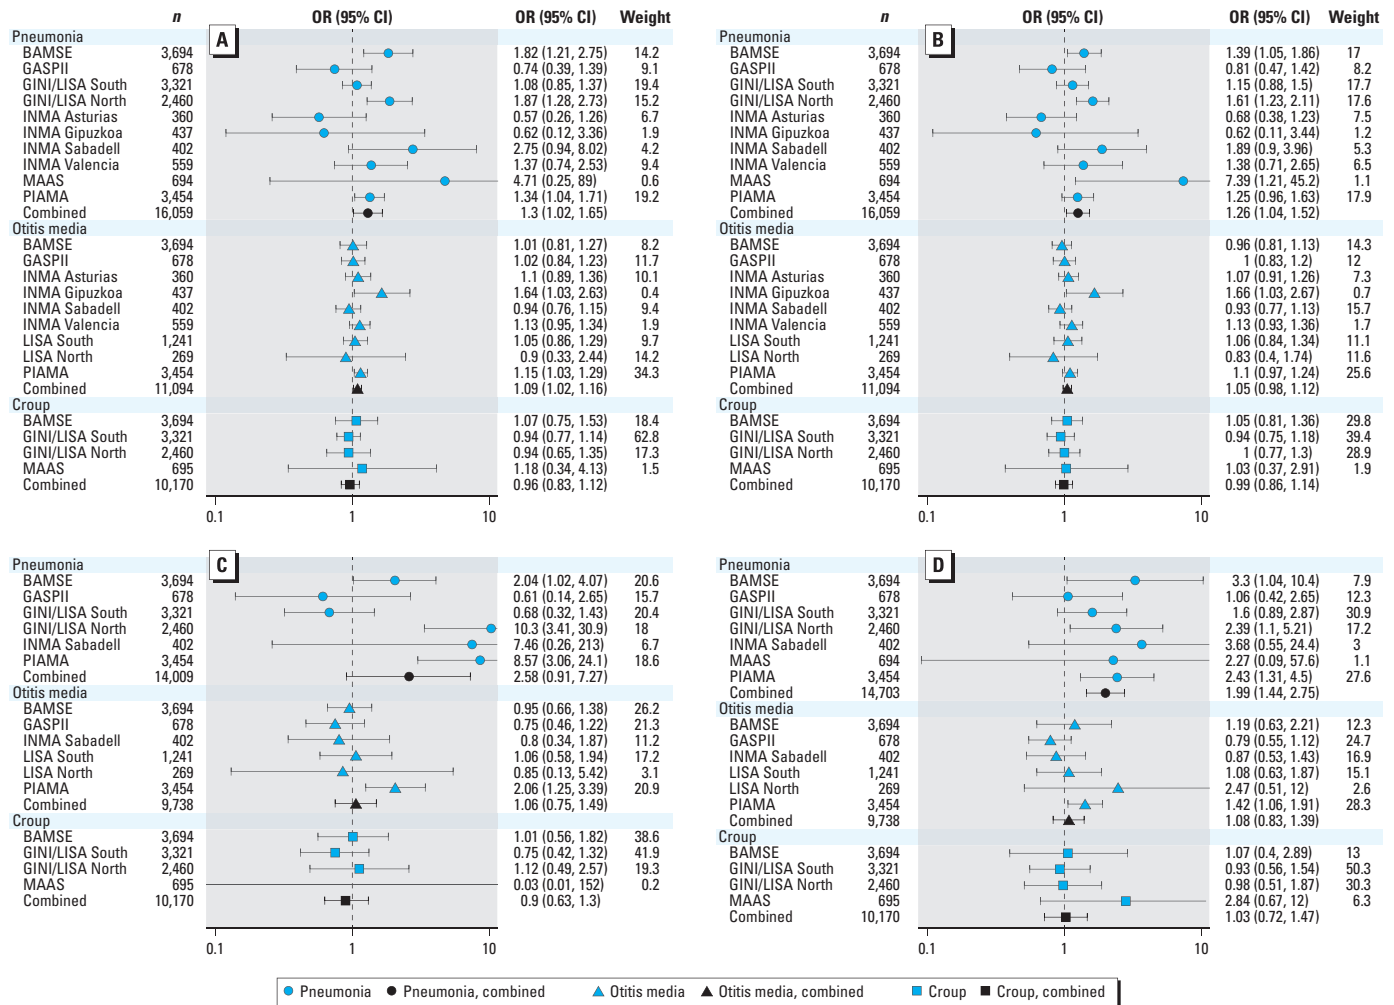 n OR (95% CI) OR (95% CI) Weight
A
Pneumonia
BAMSE 3,694 1.82 (1.21, 2.75) 14.2
GASPII 678 0.74 (0.39, 1.39) 9.1
GINI/LISA South 3,321 1.08 (0.85, 1.37) 19.4
GINI/LISA North 2,460 1.87 (1.28, 2.73) 15.2
INMA Asturias 360 0.57 (0.26, 1.26) 6.7
INMA Gipuzkoa 437 0.62 (0.12, 3.36) 1.9
INMA Sabadell 402 2.75 (0.94, 8.02) 4.2
INMA Valencia 559 1.37 (0.74, 2.53) 9.4
MAAS 694 4.71 (0.25, 89) 0.6
PIAMA 3,454 1.34 (1.04, 1.71) 19.2
Combined 16,059 1.3 (1.02, 1.65)
Otitis media
BAMSE 3,694 1.01 (0.81, 1.27) 8.2
GASPII 678 1.02 (0.84, 1.23) 11.7
INMA Asturias 360 1.1 (0.89, 1.36) 10.1
INMA Gipuzkoa 437 1.64 (1.03, 2.63) 0.4
INMA Sabadell 402 0.94 (0.76, 1.15) 9.4
INMA Valencia 559 1.13 (0.95, 1.34) 1.9
LISA South 1,241 1.05 (0.86, 1.29) 9.7
LISA North 269 0.9 (0.33, 2.44) 14.2
PIAMA 3,454 1.15 (1.03, 1.29) 34.3
Combined 11,094 1.09 (1.02, 1.16)
Croup
BAMSE 3,694 1.07 (0.75, 1.53) 18.4
GINI/LISA South 3,321 0.94 (0.77, 1.14) 62.8
GINI/LISA North 2,460 0.94 (0.65, 1.35) 17.3
MAAS 695 1.18 (0.34, 4.13) 1.5
Combined 10,170 0.96 (0.83, 1.12)
0.1 1 10
n OR (95% CI) OR (95% CI) Weight
B
Pneumonia
BAMSE 3,694 1.39 (1.05, 1.86) 17
GASPII 678 0.81 (0.47, 1.42) 8.2
GINI/LISA South 3,321 1.15 (0.88, 1.5) 17.7
GINI/LISA North 2,460 1.61 (1.23, 2.11) 17.6
INMA Asturias 360 0.68 (0.38, 1.23) 7.5
INMA Gipuzkoa 437 0.62 (0.11, 3.44) 1.2
INMA Sabadell 402 1.89 (0.9, 3.96) 5.3
INMA Valencia 559 1.38 (0.71, 2.65) 6.5
MAAS 694 7.39 (1.21, 45.2) 1.1
PIAMA 3,454 1.25 (0.96, 1.63) 17.9
Combined 16,059 1.26 (1.04, 1.52)
Otitis media
BAMSE 3,694 0.96 (0.81, 1.13) 14.3
GASPII 678 1 (0.83, 1.2) 12
INMA Asturias 360 1.07 (0.91, 1.26) 7.3
INMA Gipuzkoa 437 1.66 (1.03, 2.67) 0.7
INMA Sabadell 402 0.93 (0.77, 1.13) 15.7
INMA Valencia 559 1.13 (0.93, 1.36) 1.7
LISA South 1,241 1.06 (0.84, 1.34) 11.1
LISA North 269 0.83 (0.4, 1.74) 11.6
PIAMA 3,454 1.1 (0.97, 1.24) 25.6
Combined 11,094 1.05 (0.98, 1.12)
Croup
BAMSE 3,694 1.05 (0.81, 1.36) 29.8
GINI/LISA South 3,321 0.94 (0.75, 1.18) 39.4
GINI/LISA North 2,460 1 (0.77, 1.3) 28.9
MAAS 695 1.03 (0.37, 2.91) 1.9
Combined 10,170 0.99 (0.86, 1.14)
0.1 1 10
C
Pneumonia
BAMSE 3,694 2.04 (1.02, 4.07) 20.6
GASPII 678 0.61 (0.14, 2.65) 15.7
GINI/LISA South 3,321 0.68 (0.32, 1.43) 20.4
GINI/LISA North 2,460 10.3 (3.41, 30.9) 18
INMA Sabadell 402 7.46 (0.26, 213) 6.7
PIAMA 3,454 8.57 (3.06, 24.1) 18.6
Combined 14,009 2.58 (0.91, 7.27)
Otitis media
BAMSE 3,694 0.95 (0.66, 1.38) 26.2
GASPII 678 0.75 (0.46, 1.22) 21.3
INMA Sabadell 402 0.8 (0.34, 1.87) 11.2
LISA South 1,241 1.06 (0.58, 1.94) 17.2
LISA North 269 0.85 (0.13, 5.42) 3.1
PIAMA 3,454 2.06 (1.25, 3.39) 20.9
Combined 9,738 1.06 (0.75, 1.49)
Croup
BAMSE 3,694 1.01 (0.56, 1.82) 38.6
GINI/LISA South 3,321 0.75 (0.42, 1.32) 41.9
GINI/LISA North 2,460 1.12 (0.49, 2.57) 19.3
MAAS 695 0.03 (0.01, 152) 0.2
Combined 10,170 0.9 (0.63, 1.3)
0.1 1 10
D
Pneumonia
BAMSE 3,694 3.3 (1.04, 10.4) 7.9
GASPII 678 1.06 (0.42, 2.65) 12.3
GINI/LISA South 3,321 1.6 (0.89, 2.87) 30.9
GINI/LISA North 2,460 2.39 (1.1, 5.21) 17.2
INMA Sabadell 402 3.68 (0.55, 24.4) 3
MAAS 694 2.27 (0.09, 57.6) 1.1
PIAMA 3,454 2.43 (1.31, 4.5) 27.6
Combined 14,703 1.99 (1.44, 2.75)
Otitis media
BAMSE 3,694 1.19 (0.63, 2.21) 12.3
GASPII 678 0.79 (0.55, 1.12) 24.7
INMA Sabadell 402 0.87 (0.53, 1.43) 16.9
LISA South 1,241 1.08 (0.63, 1.87) 15.1
LISA North 269 2.47 (0.51, 12) 2.6
PIAMA 3,454 1.42 (1.06, 1.91) 28.3
Combined 9,738 1.08 (0.83, 1.39)
Croup
BAMSE 3,694 1.07 (0.4, 2.89) 13
GINI/LISA South 3,321 0.93 (0.56, 1.54) 50.3
GINI/LISA North 2,460 0.98 (0.51, 1.87) 30.3
MAAS 695 2.84 (0.67, 12) 6.3
Combined 10,170 1.03 (0.72, 1.47)
0.1 1 10
Pneumonia Pneumonia, combined Otitis media Otitis media, combined Croup Croup, combined